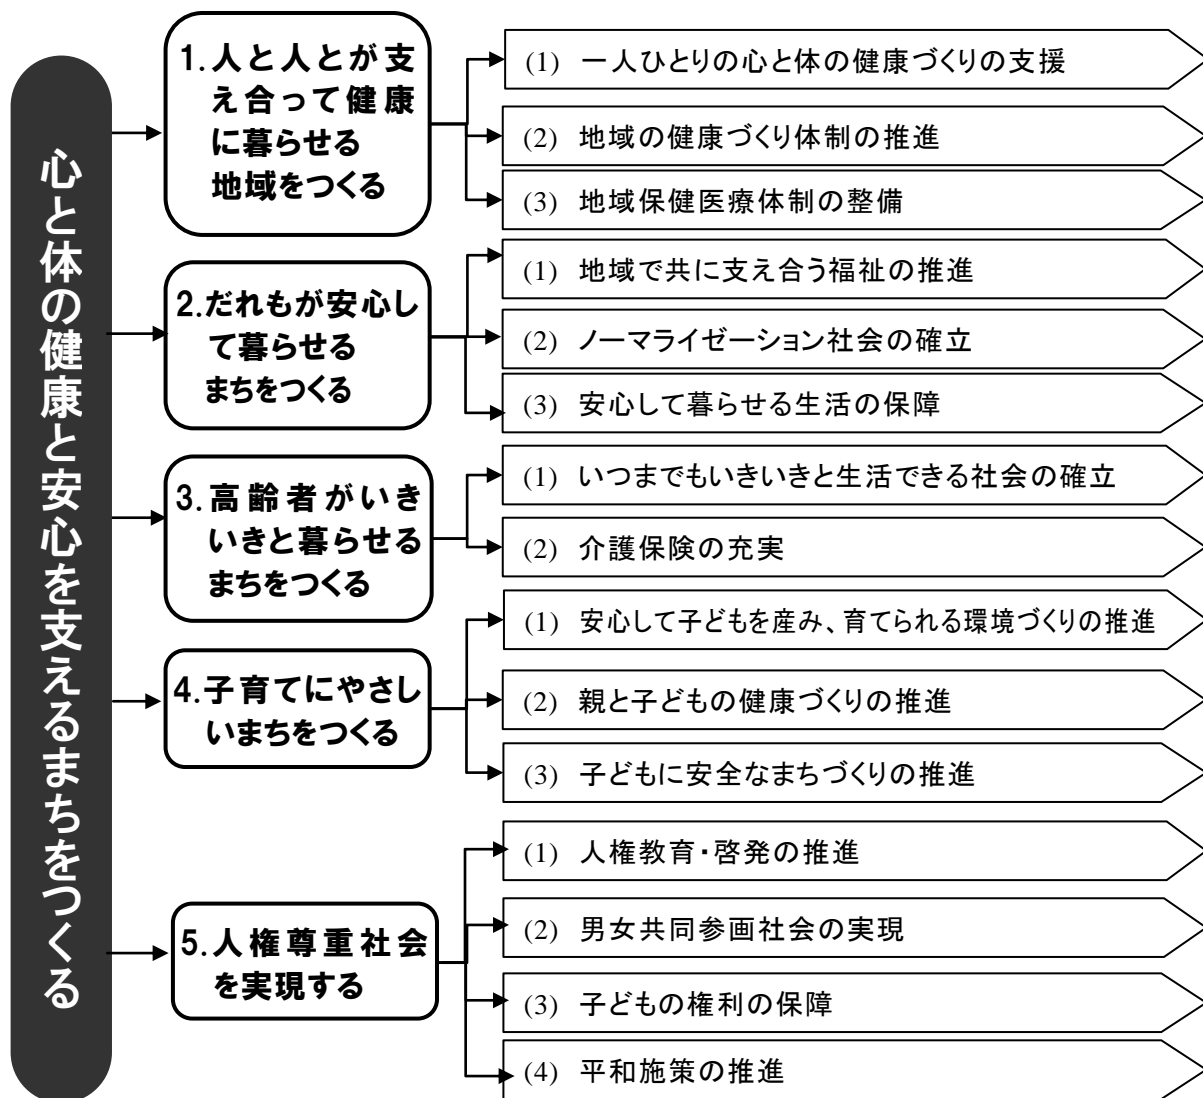 心と体の健康と安心を支えるまちをつくる
1.人と人とが支
え合って健康
に暮らせる
地域をつくる
(1) 一人ひとりの心と体の健康づくりの支援
(2) 地域の健康づくり体制の推進
(3) 地域保健医療体制の整備
2.だれもが安心し
て暮らせる
まちをつくる
(1) 地域で共に支え合う福祉の推進
(2) ノーマライゼーション社会の確立
(3) 安心して暮らせる生活の保障
3.高齢者がいき
いきと暮らせる
まちをつくる
(1) いつまでもいきいきと生活できる社会の確立
(2) 介護保険の充実
4.子育てにやさし
いまちをつくる
(1) 安心して子どもを産み、育てられる環境づくりの推進
(2) 親と子どもの健康づくりの推進
(3) 子どもに安全なまちづくりの推進
5.人権尊重社会
を実現する
(1) 人権教育・啓発の推進
(2) 男女共同参画社会の実現
(3) 子どもの権利の保障
(4) 平和施策の推進